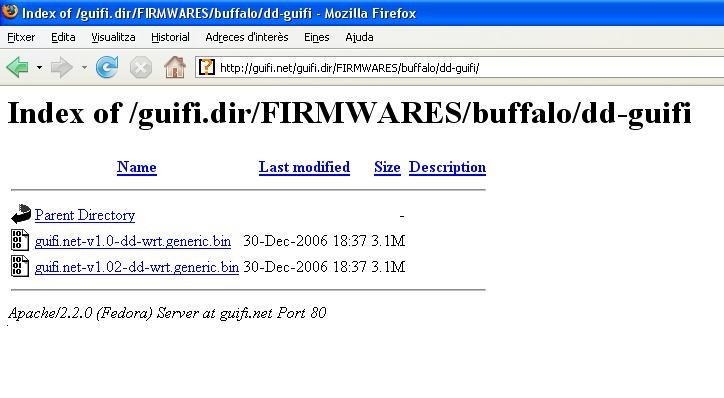 Index of /guifi.dir/FIRMWARES/buffalo/dd-guifi - Mozilla Firefox
Fitxer Edita Visualitza Historial Adreces d'interès Eines Ajuda
http://guifi.net/guifi.dir/FIRMWARES/buffalo/dd-guifi/
Index of /guifi.dir/FIRMWARES/buffalo/dd-guifi
Name Last modified Size Description
Parent Directory -
guifi.net-v1.0-dd-wrt.generic.bin 30-Dec-2006 18:37 3.1M
guifi.net-v1.02-dd-wrt.generic.bin 30-Dec-2006 18:37 3.1M
Apache/2.2.0 (Fedora) Server at guifi.net Port 80